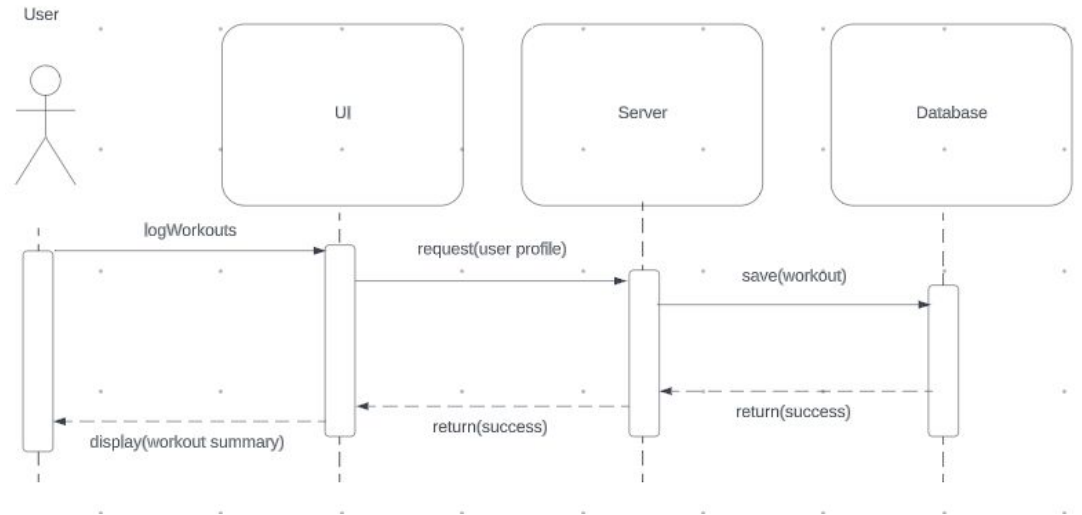 User
UI
Server
Database
logWorkouts
request(user profile)
save(workout)
return(success)
return(success)
display(workout summary)